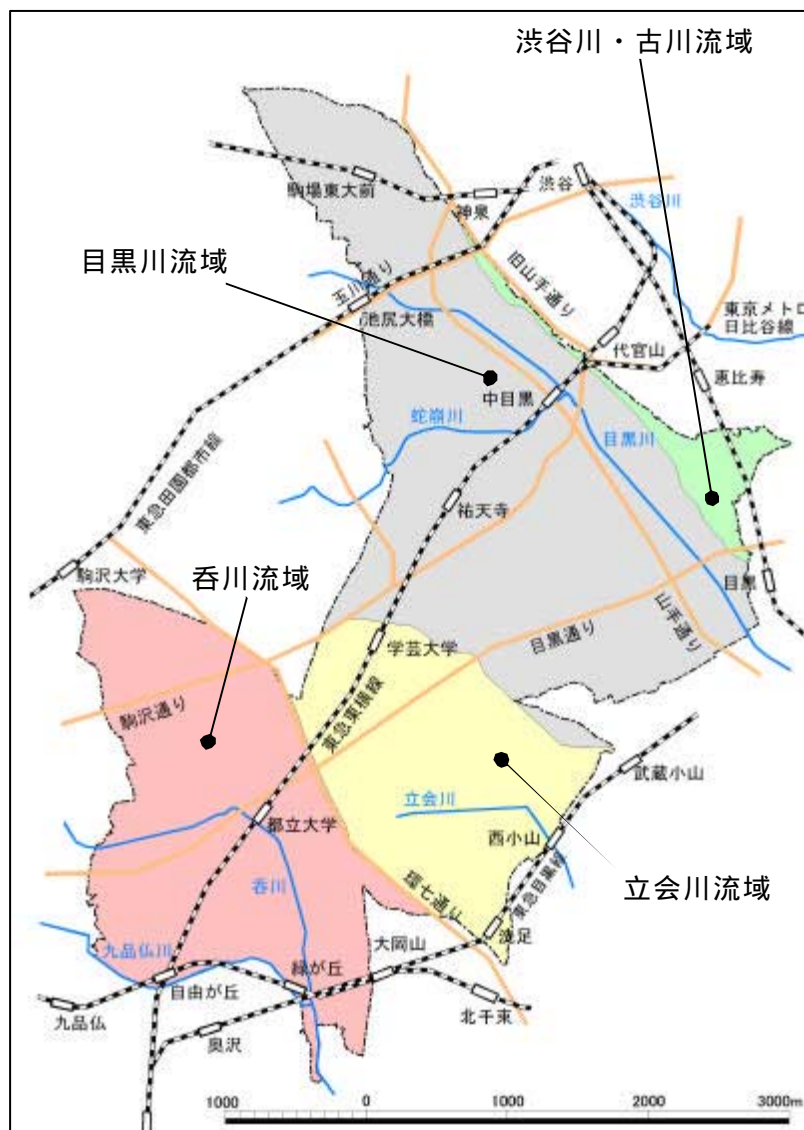 渋谷川・古川流域
駒場東大前
神泉
渋谷
渋谷川
目黒川流域
玉川通り
旧山手通り
池尻大橋
東京メトロ
日比谷線
代官山
恵比寿
中目黒
蛇崩川
目黒川
東急田園都市線
祐天寺
駒沢大学
呑川流域
目黒
学芸大学
目黒通り
山手通り
駒沢通り
東急東横線
武蔵小山
立会川
都立大学
西小山
呑川
東急目黒線
立会川流域
環七通り
洗足
九品仏川
大岡山
緑が丘
自由が丘
九品仏
北千束
奥沢
1000 0 1000 2000 3000m